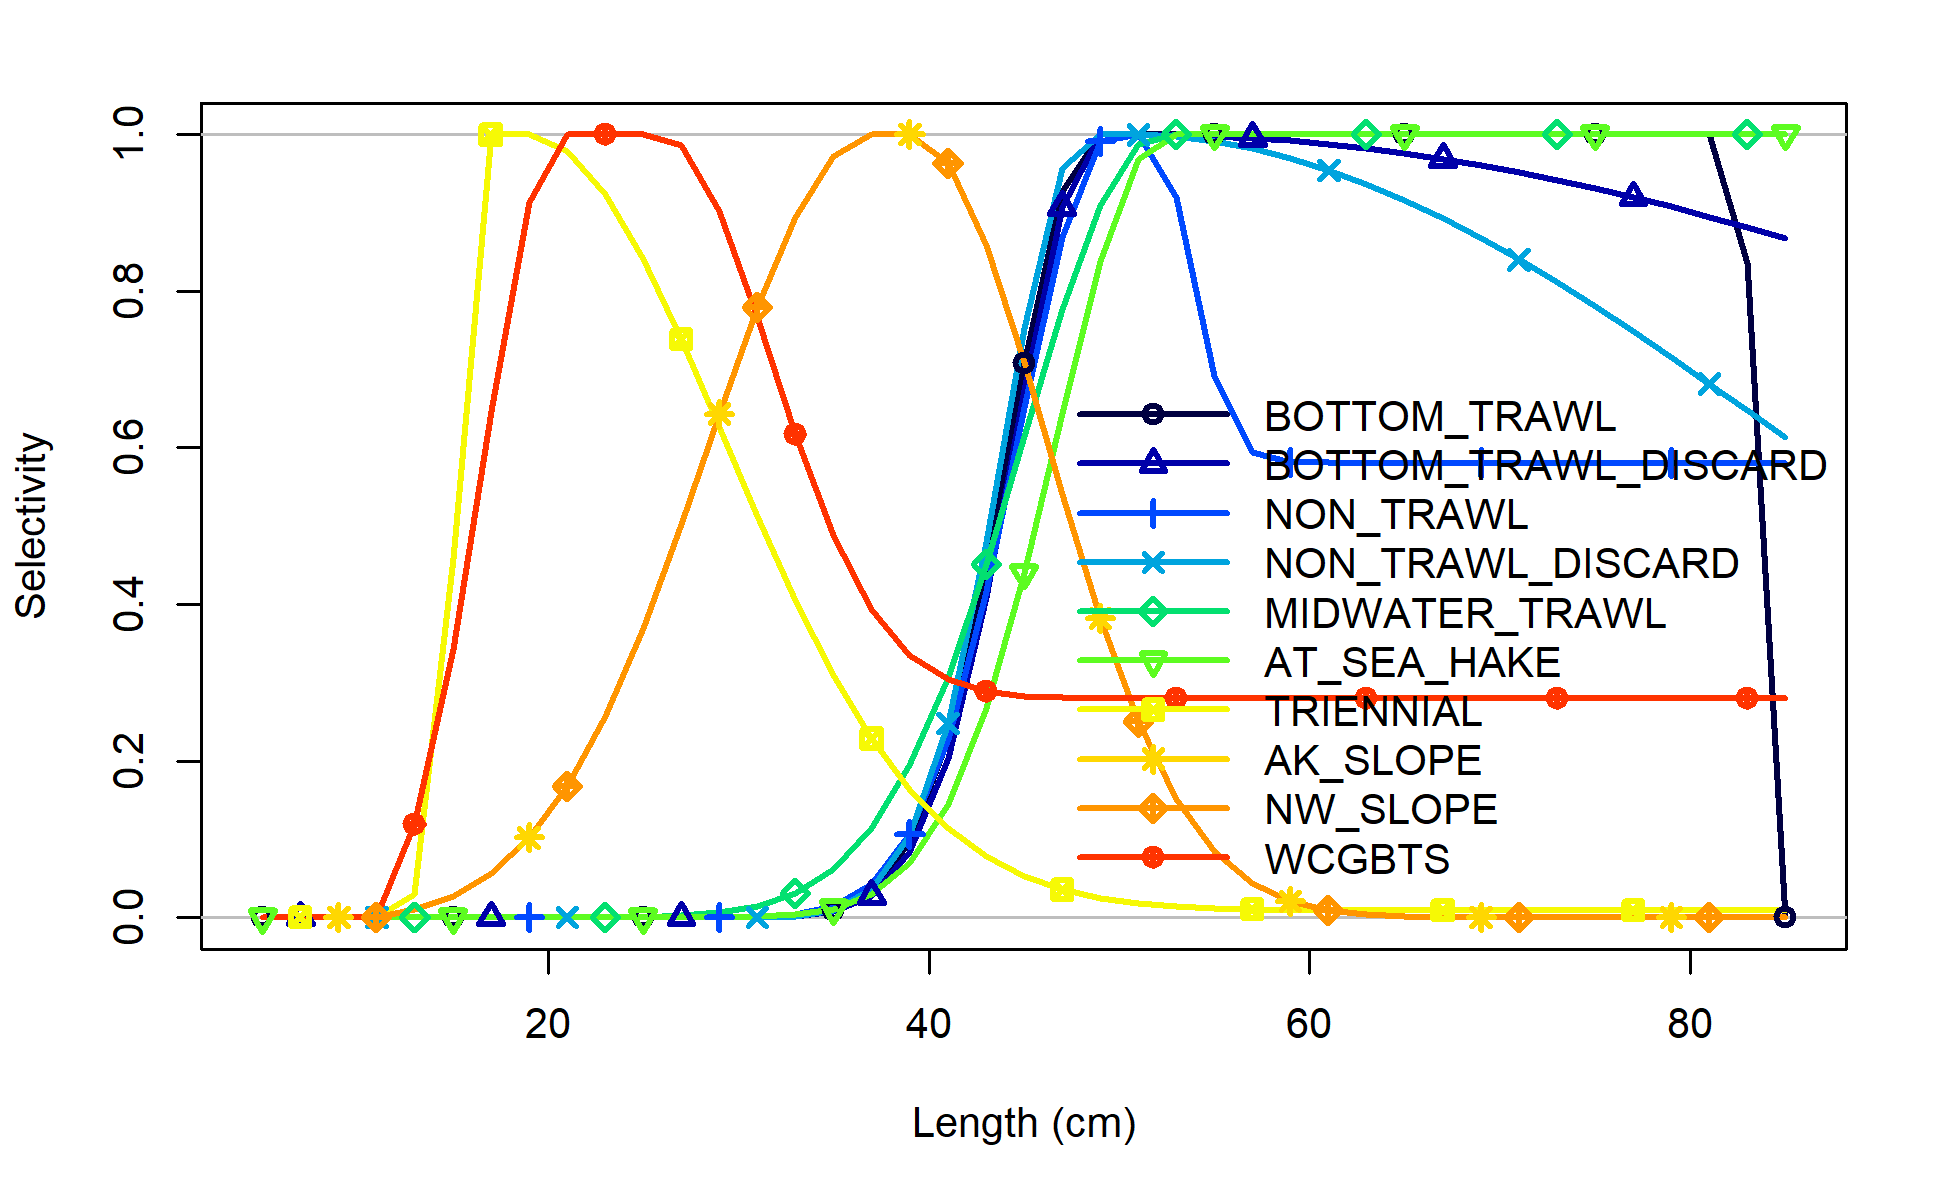 1.0
0.8
0.6
0.4
0.2
0.0
Selectivity
BOTTOM_TRAWL
BOTTOM_TRAWL_DISCARD
NON_TRAWL
NON_TRAWL_DISCARD
MIDWATER_TRAWL
AT_SEA_HAKE
TRIENNIAL
AK_SLOPE
NW_SLOPE
WCGBTS
20 40 60 80
Length (cm)